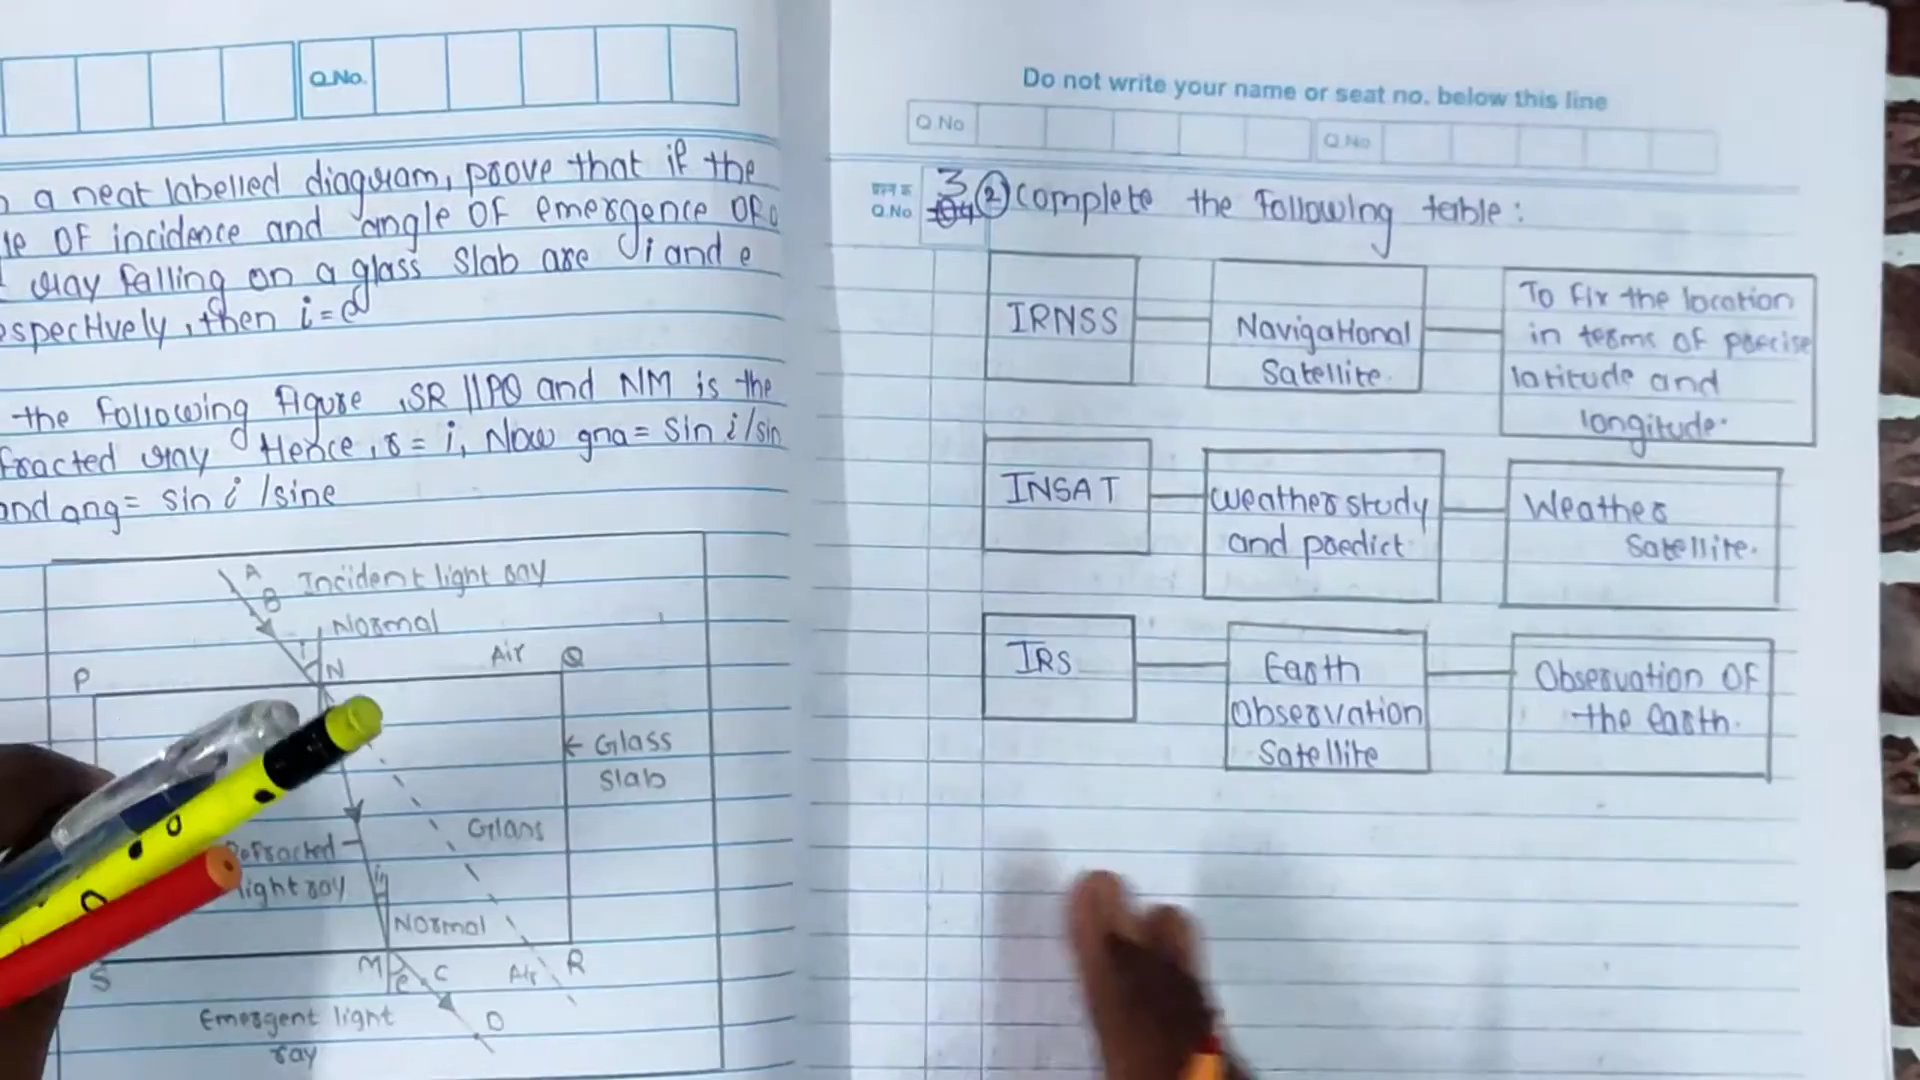 Q.No.
a neat labelled diagram, prove that if the
le of incidence and angle of emergence of
ray falling on a glass slab are i and e
espectively, then i = e
the following figure, SR || PQ and NM is the
fracted ray Hence, r = i, Now gna = sin i/sin
and ang = sin i /sine
A
B
Incident light ray
Normal
N
Air
P
Q
← Glass
slab
Glass
Refracted
light ray
Normal
S
M
e
C
Air
R
Emergent light
ray
D
Do not write your name or seat no. below this line
Q.No
Q.No
प्रश्न क्र.
Q.No
3 ② Complete the following table:
IRNSS
Navigational
Satellite.
To fix the location
in terms of precise
latitude and
longitude.
INSAT
Weather study
and predict
Weather
Satellite.
IRS
Earth
Observation
Satellite
Observation of
the Earth.